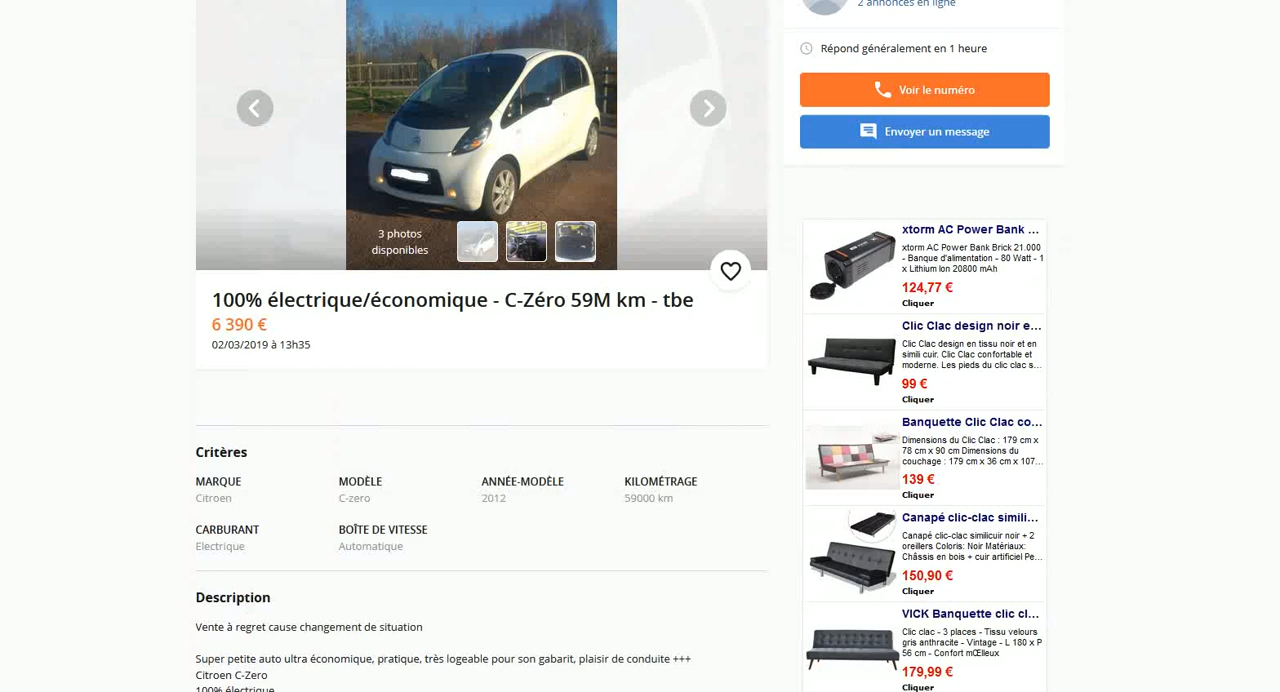 2 annonces en ligne
Répond généralement en 1 heure
Voir le numéro
Envoyer un message
3 photos
disponibles
100% électrique/économique - C-Zéro 59M km - tbe
6 390 €
02/03/2019 à 13h35
Critères
MARQUE
Citroen
MODÈLE
C-zero
ANNÉE-MODÈLE
2012
KILOMÉTRAGE
59000 km
CARBURANT
Electrique
BOÎTE DE VITESSE
Automatique
Description
Vente à regret cause changement de situation
Super petite auto ultra économique, pratique, très logeable pour son gabarit, plaisir de conduite +++
Citroen C-Zero
100% électrique
xtorm AC Power Bank ...
xtorm AC Power Bank Brick 21.000
- Banque d'alimentation - 80 Watt - 1
x Lithium Ion 20800 mAh
124,77 €
Cliquer
Clic Clac design noir e...
Clic Clac design en tissu noir et en
simili cuir. Clic Clac confortable et
moderne. Les pieds du clic clac s...
99 €
Cliquer
Banquette Clic Clac co...
Dimensions du Clic Clac : 179 cm x
78 cm x 90 cm Dimensions du
couchage : 179 cm x 36 cm x 107...
139 €
Cliquer
Canapé clic-clac simili...
Canapé clic-clac similicuir noir + 2
oreillers Coloris: Noir Matériaux:
Châssis en bois + cuir artificiel Pe...
150,90 €
Cliquer
VICK Banquette clic cl...
Clic clac - 3 places - Tissu velours
gris anthracite - Vintage - L 180 x P
56 cm - Confort mŒlleux
179,99 €
Cliquer